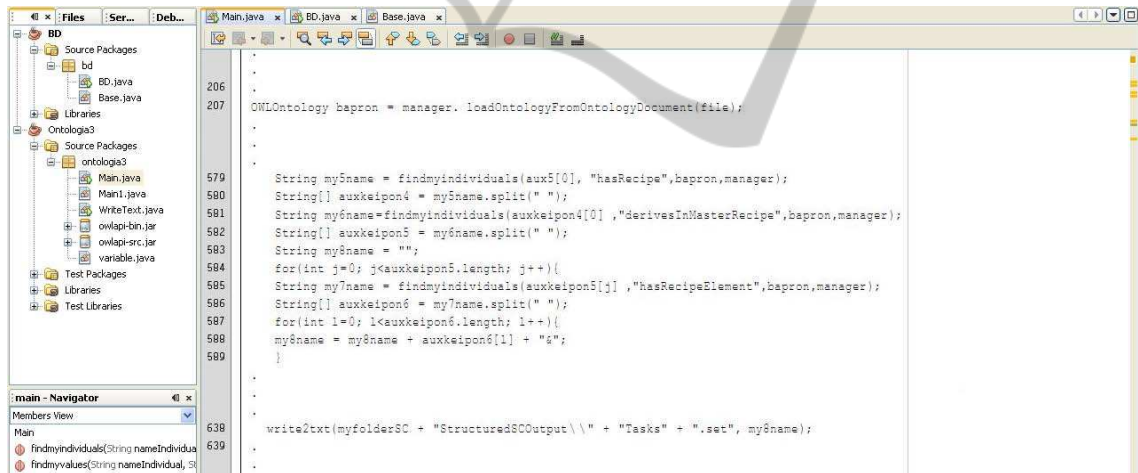 Files Ser... Deb...
Main.java x BD.java x Base.java x
BD
Source Packages
bd
BD.java
Base.java
Libraries
Ontologia3
Source Packages
ontologia3
Main.java
Main1.java
WriteText.java
owlapi-bin.jar
owlapi-src.jar
variable.java
Test Packages
Libraries
Test Libraries
main - Navigator
Members View
Main
findmyindividuals(String nameIndividua
findmyvalues(String nameIndividual, St
.
.
206 .
207 OWLOntology bapron = manager. loadOntologyFromOntologyDocument(file);
.
.
.
579 String my5name = findmyindividuals(aux5[0], "hasRecipe",bapron,manager);
580 String[] auxkeipon4 = my5name.split(" ");
581 String my6name=findmyindividuals(auxkeipon4[0] ,"derivesInMasterRecipe",bapron,manager);
582 String[] auxkeipon5 = my6name.split(" ");
583 String my8name = "";
584 for(int j=0; j<auxkeipon5.length; j++){
585 String my7name = findmyindividuals(auxkeipon5[j] ,"hasRecipeElement",bapron,manager);
586 String[] auxkeipon6 = my7name.split(" ");
587 for(int l=0; l<auxkeipon6.length; l++){
588 my8name = my8name + auxkeipon6[l] + "&";
589 }
.
.
.
638 write2txt(myfolderSC + "StructuredSCOutput\\" + "Tasks" + ".set", my8name);
639 .
.